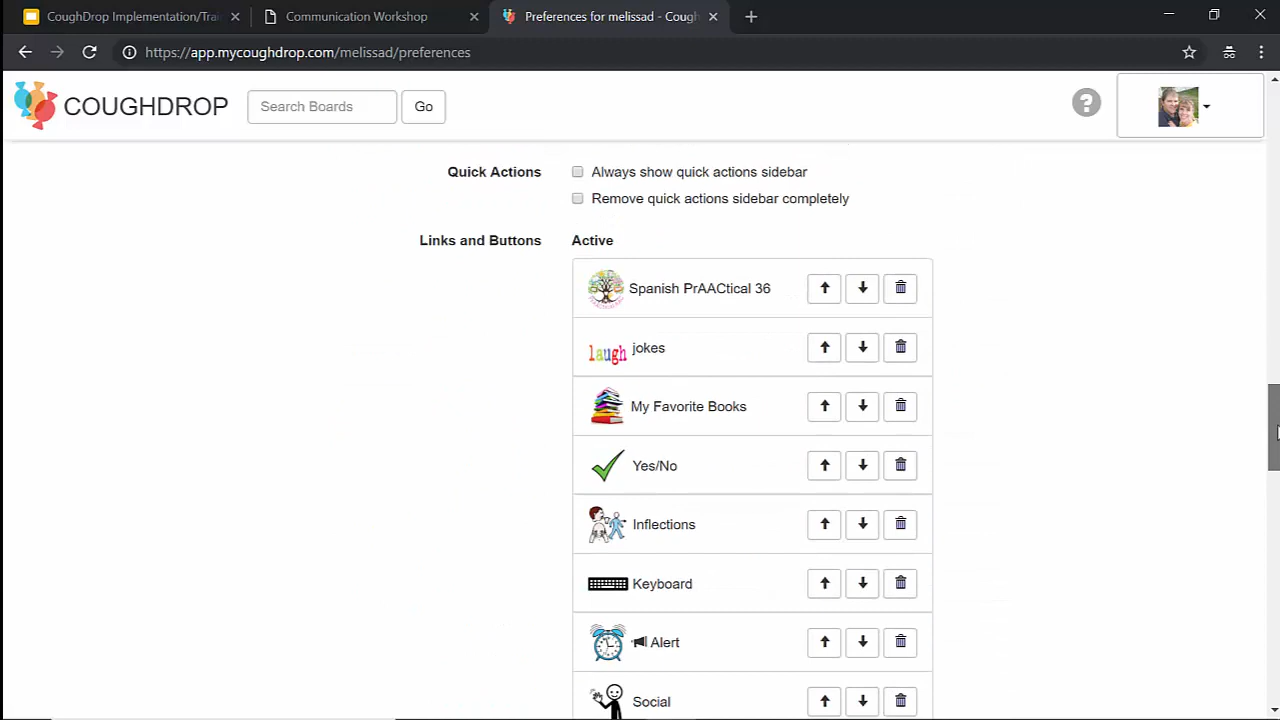 CoughDrop Implementation/Trai
Communication Workshop
Preferences for melissad - Cough
https://app.mycoughdrop.com/melissad/preferences
COUGHDROP
Search Boards
Go
?
Quick Actions
Always show quick actions sidebar
Remove quick actions sidebar completely
Links and Buttons
Active
Spanish PrAACtical 36
laugh jokes
My Favorite Books
Yes/No
Inflections
Keyboard
Alert
Social